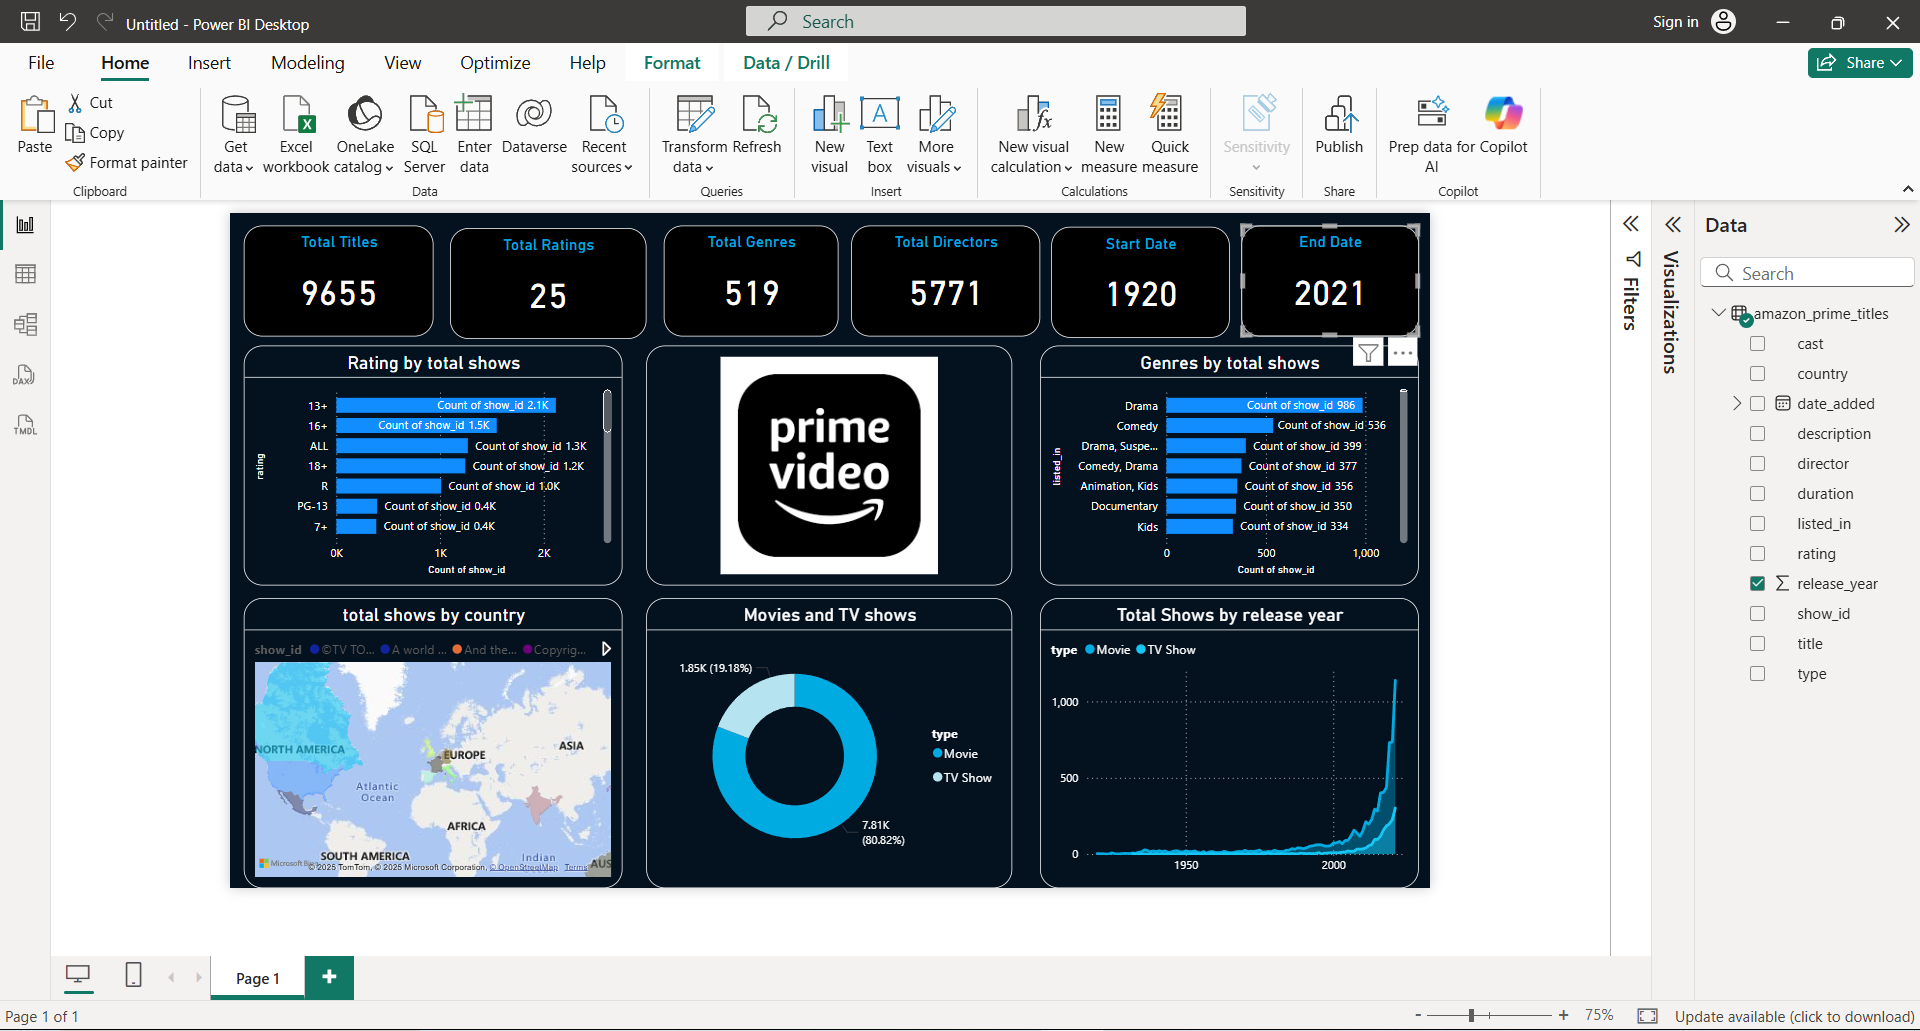 Untitled - Power BI Desktop
Search
Sign in
File Home Insert Modeling View Optimize Help Format Data / Drill
Share
Paste
Cut
Copy
Format painter
Clipboard
Get data
Excel workbook
OneLake catalog
SQL Server
Enter data
Dataverse
Recent sources
Data
Transform data
Refresh
Queries
New visual
Text box
More visuals
Insert
New visual calculation
New measure
Quick measure
Calculations
Sensitivity
Sensitivity
Publish
Share
Prep data for AI
Copilot
Copilot
Total Titles
9655
Total Ratings
25
Total Genres
519
Total Directors
5771
Start Date
1920
End Date
2021
Rating by total shows
rating
13+ Count of show_id 2.1K
16+ Count of show_id 1.5K
ALL Count of show_id 1.3K
18+ Count of show_id 1.2K
R Count of show_id 1.0K
PG-13 Count of show_id 0.4K
7+ Count of show_id 0.4K
0K 1K 2K
Count of show_id
prime
video
Genres by total shows
listed_in
Drama Count of show_id 986
Comedy Count of show_id 536
Drama, Suspe... Count of show_id 399
Comedy, Drama Count of show_id 377
Animation, Kids Count of show_id 356
Documentary Count of show_id 350
Kids Count of show_id 334
0 500 1,000
Count of show_id
total shows by country
show_id ©TV TO... A world ... And the... Copyrig...
NORTH AMERICA
EUROPE
ASIA
Atlantic
Ocean
AFRICA
SOUTH AMERICA
Indian
AUS
Microsoft Bing
© 2025 TomTom, © 2025 Microsoft Corporation, © OpenStreetMap Terms
Movies and TV shows
1.85K (19.18%)
7.81K
(80.82%)
type
Movie
TV Show
Total Shows by release year
type Movie TV Show
1,000
500
0
1950 2000
Filters
Visualizations
Data
Search
amazon_prime_titles
cast
country
date_added
description
director
duration
listed_in
rating
release_year
show_id
title
type
DAX
TMDL
Page 1
Page 1 of 1
- + 75%
Update available (click to download)